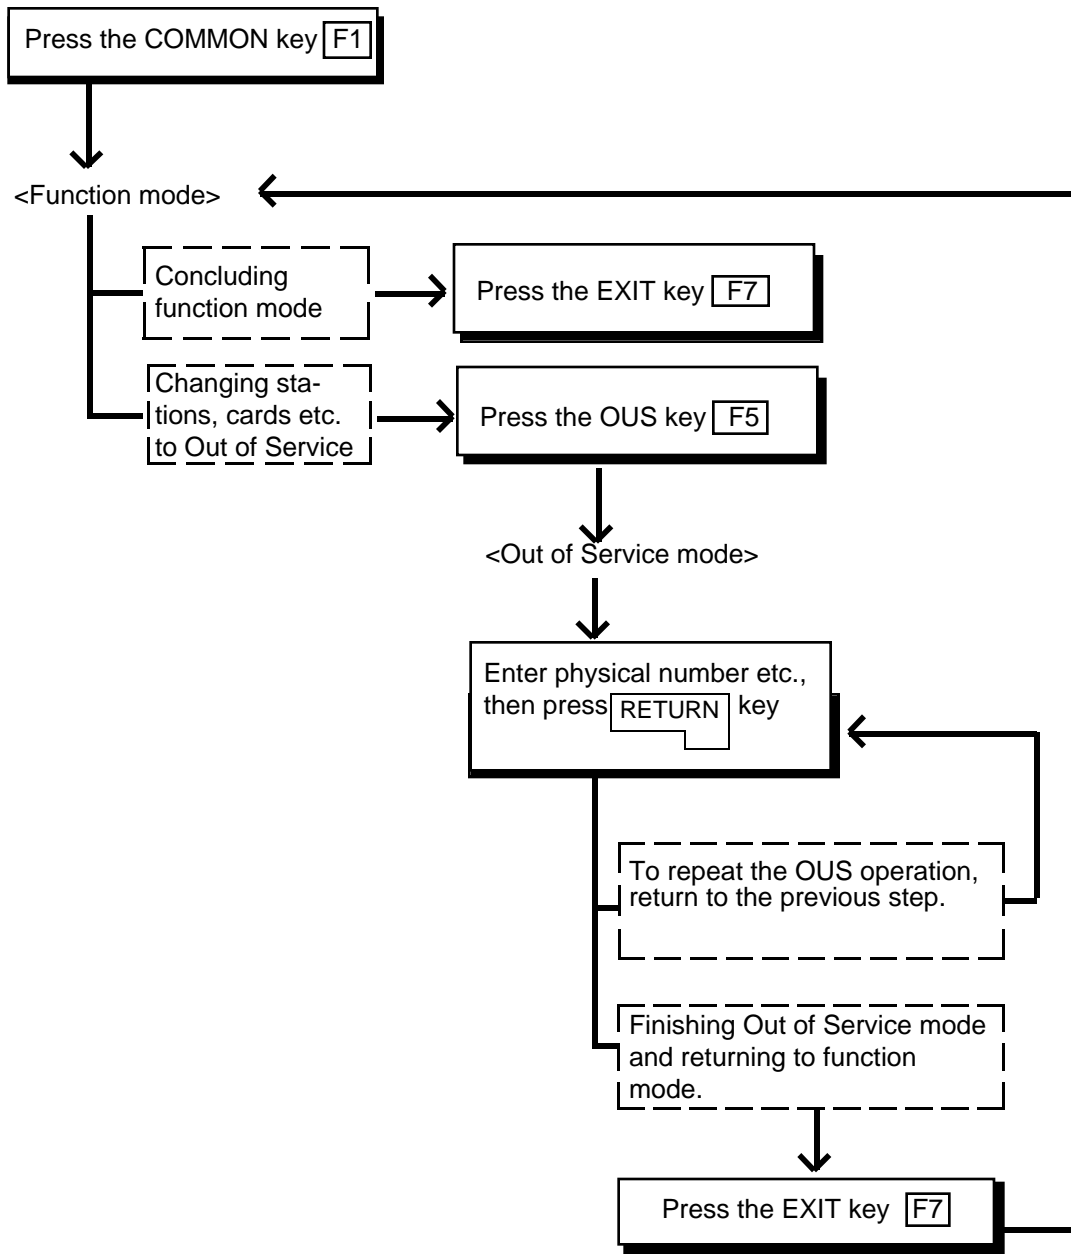 Press the COMMON key F1
<Function mode>
Concluding
function mode
Press the EXIT key F7
Changing sta-
tions, cards etc.
to Out of Service
Press the OUS key F5
<Out of Service mode>
Enter physical number etc.,
then press RETURN key
To repeat the OUS operation,
return to the previous step.
Finishing Out of Service mode
and returning to function
mode.
Press the EXIT key F7